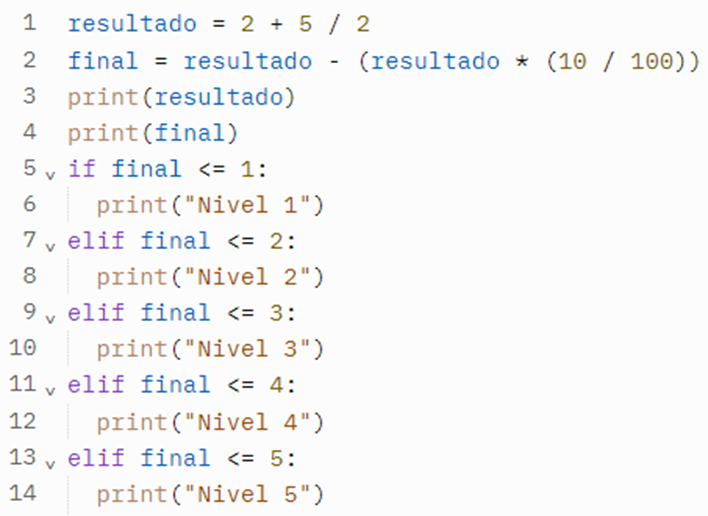 1 resultado = 2 + 5 / 2
2 final = resultado - (resultado * (10 / 100))
3 print(resultado)
4 print(final)
5 if final <= 1:
6   print("Nivel 1")
7 elif final <= 2:
8   print("Nivel 2")
9 elif final <= 3:
10   print("Nivel 3")
11 elif final <= 4:
12   print("Nivel 4")
13 elif final <= 5:
14   print("Nivel 5")